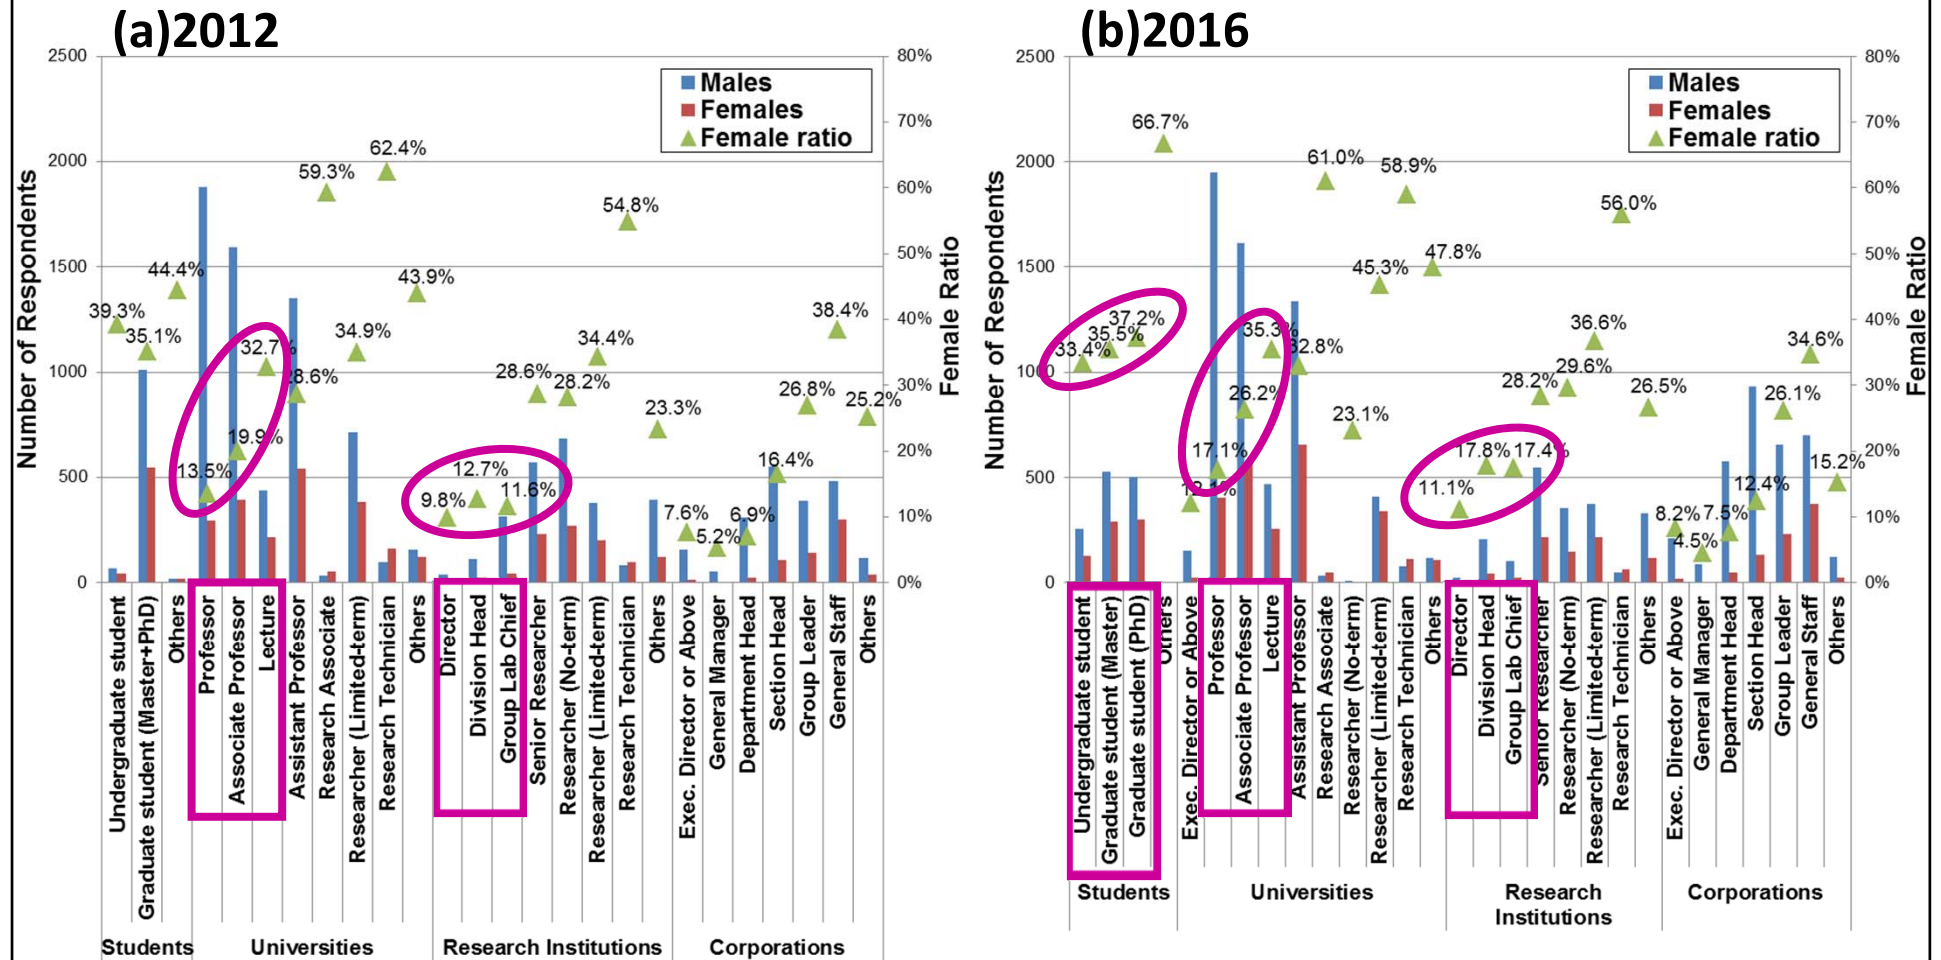 (a)2012
2500
2000
1500
1000
500
0
80%
70%
60%
50%
40%
30%
20%
10%
0%
Number of Respondents
Female Ratio
Males
Females
Female ratio
39.3%
35.1%
44.4%
13.5%
19.9%
32.7%
28.6%
59.3%
34.9%
62.4%
43.9%
9.8%
12.7%
11.6%
28.6%
28.2%
34.4%
54.8%
23.3%
7.6%
5.2%
6.9%
16.4%
26.8%
38.4%
25.2%
Undergraduate student
Graduate student (Master+PhD)
Others
Professor
Associate Professor
Lecture
Assistant Professor
Research Associate
Researcher (Limited-term)
Research Technician
Others
Director
Division Head
Group Lab Chief
Senior Researcher
Researcher (No-term)
Researcher (Limited-term)
Research Technician
Others
Exec. Director or Above
General Manager
Department Head
Section Head
Group Leader
General Staff
Others
Students
Universities
Research Institutions
Corporations
(b)2016
2500
2000
1500
1000
500
0
80%
70%
60%
50%
40%
30%
20%
10%
0%
Number of Respondents
Female Ratio
Males
Females
Female ratio
33.4%
35.5%
37.2%
66.7%
12.1%
17.1%
26.2%
35.3%
32.8%
61.0%
23.1%
45.3%
58.9%
47.8%
11.1%
17.8%
17.4%
28.2%
29.6%
36.6%
56.0%
26.5%
8.2%
4.5%
7.5%
12.4%
26.1%
34.6%
15.2%
Undergraduate student
Graduate student (Master)
Graduate student (PhD)
Others
Exec. Director or Above
Professor
Associate Professor
Lecture
Assistant Professor
Research Associate
Researcher (No-term)
Researcher (Limited-term)
Research Technician
Others
Director
Division Head
Group Lab Chief
Senior Researcher
Researcher (No-term)
Researcher (Limited-term)
Research Technician
Others
Exec. Director or Above
General Manager
Department Head
Section Head
Group Leader
General Staff
Others
Students
Universities
Research
Institutions
Corporations